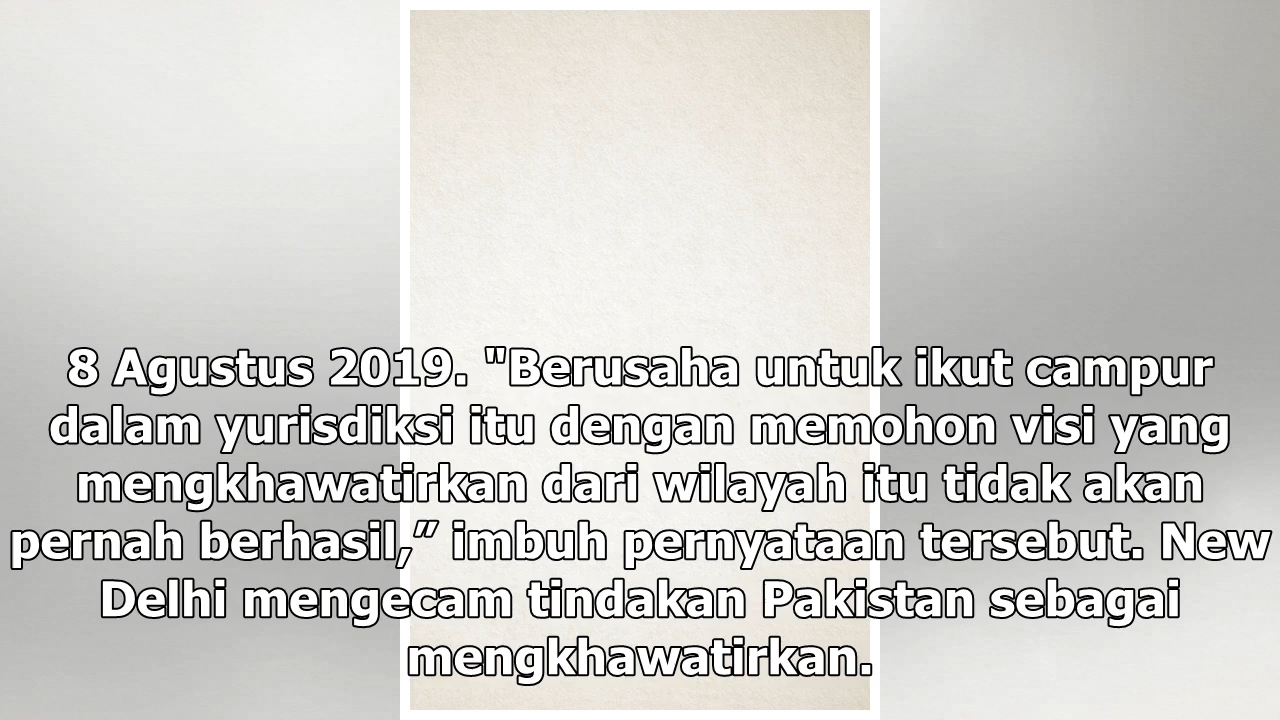 8 Agustus 2019. "Berusaha untuk ikut campur
dalam yurisdiksi itu dengan memohon visi yang
mengkhawatirkan dari wilayah itu tidak akan
pernah berhasil,” imbuh pernyataan tersebut. New
Delhi mengecam tindakan Pakistan sebagai
mengkhawatirkan.